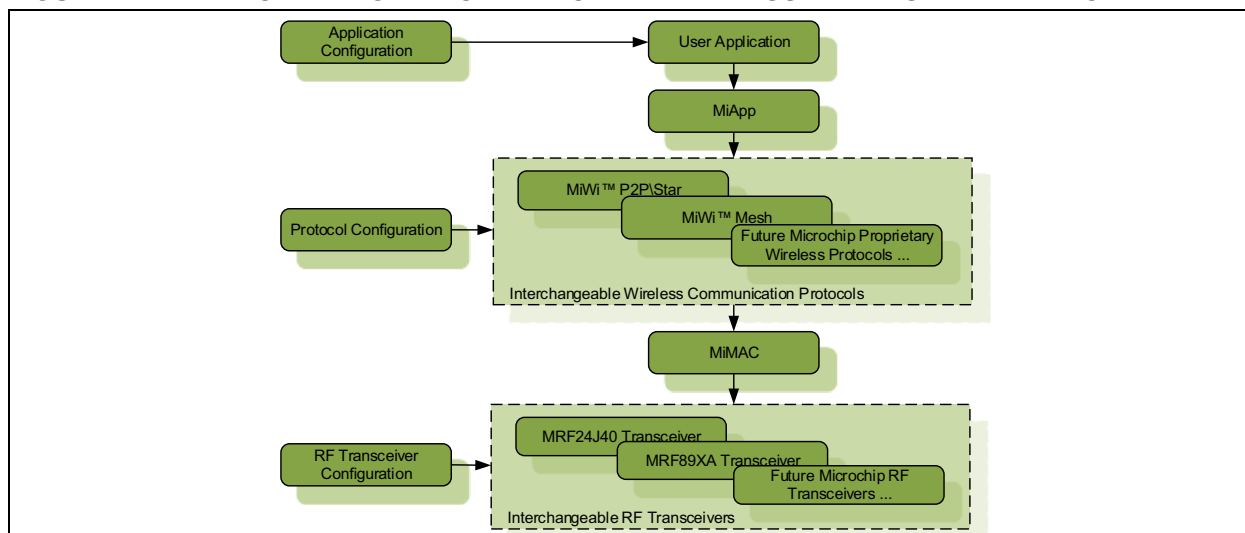 Application
Configuration
User Application
MiApp
MiWi™ P2P\Star
MiWi™ Mesh
Protocol Configuration
Future Microchip Proprietary
Wireless Protocols ...
Interchangeable Wireless Communication Protocols
MiMAC
MRF24J40 Transceiver
MRF89XA Transceiver
RF Transceiver
Configuration
Future Microchip RF
Transceivers ...
Interchangeable RF Transceivers